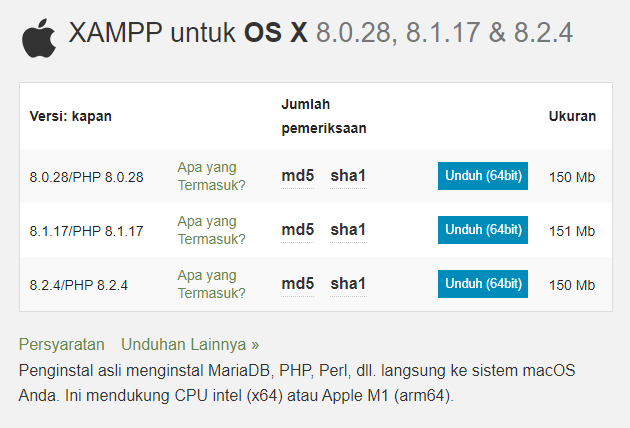 XAMPP untuk OS X 8.0.28, 8.1.17 & 8.2.4
Versi: kapan
Jumlah
pemeriksaan
Ukuran
8.0.28/PHP 8.0.28
Apa yang
Termasuk?
md5 sha1
Unduh (64bit)
150 Mb
8.1.17/PHP 8.1.17
Apa yang
Termasuk?
md5 sha1
Unduh (64bit)
151 Mb
8.2.4/PHP 8.2.4
Apa yang
Termasuk?
md5 sha1
Unduh (64bit)
150 Mb
Persyaratan Unduhan Lainnya »
Penginstal asli menginstal MariaDB, PHP, Perl, dll. langsung ke sistem macOS
Anda. Ini mendukung CPU intel (x64) atau Apple M1 (arm64).